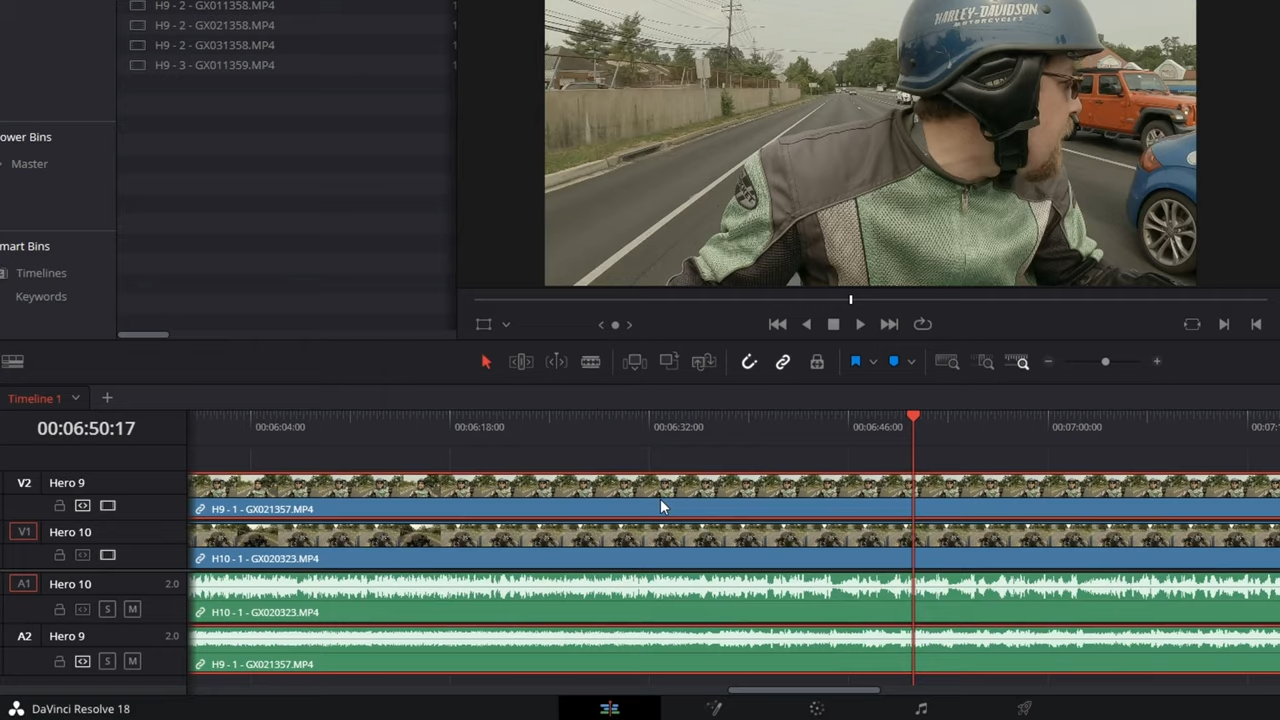 H9 - 2 - GX011358.MP4
H9 - 2 - GX021358.MP4
H9 - 2 - GX031358.MP4
H9 - 3 - GX011359.MP4
HARLEY-DAVIDSON
MOTORCYCLES
ower Bins
Master
mart Bins
Timelines
Keywords
Timeline 1
00:06:50:17
00:06:04:00
00:06:18:00
00:06:32:00
00:06:46:00
00:07:00:00
00:07:
V2 Hero 9
H9 - 1 - GX021357.MP4
V1 Hero 10
H10 - 1 - GX020323.MP4
A1 Hero 10 2.0
S M
H10 - 1 - GX020323.MP4
A2 Hero 9 2.0
S M
H9 - 1 - GX021357.MP4
DaVinci Resolve 18